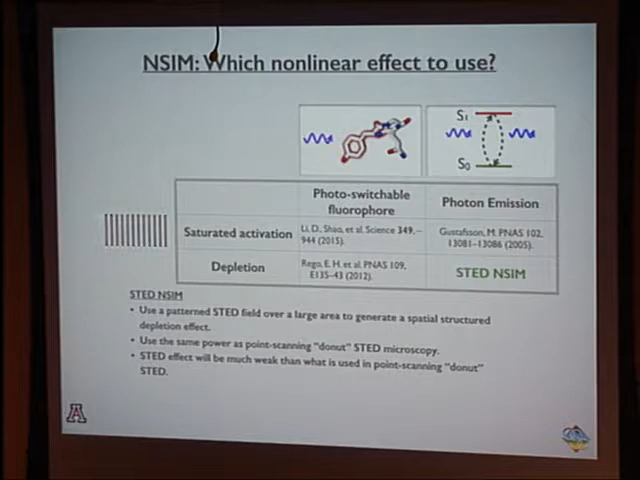 NSIM: Which nonlinear effect to use?
S₁
S₀
Photo-switchable
fluorophore
Photon Emission
Saturated activation
Li, D., Shao, et al. Science 349,–
944 (2015).
Gustafsson, M. PNAS 102,
13081–13086 (2005).
Depletion
Rego, E. H. et al. PNAS 109,
E135–43 (2012).
STED NSIM
STED NSIM
• Use a patterned STED field over a large area to generate a spatial structured
depletion effect.
• Use the same power as point-scanning "donut" STED microscopy.
• STED effect will be much weak than what is used in point-scanning "donut"
STED.
A